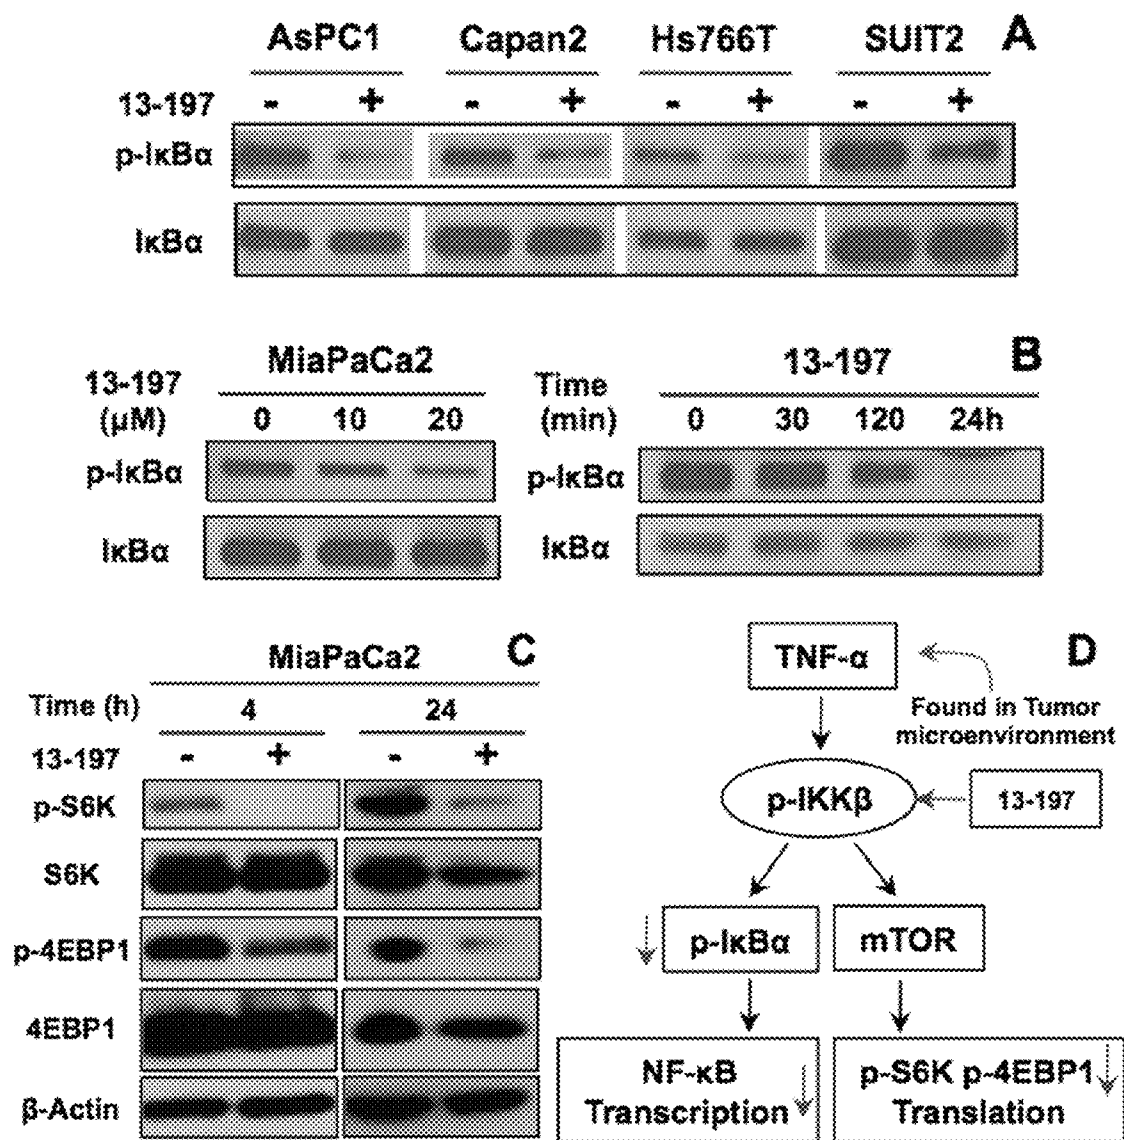 AsPC1 Capan2 Hs766T SUIT2 A
13-197 - + - + - + - +
p-IκBα
IκBα
MiaPaCa2
13-197
(μM) 0 10 20
p-IκBα
IκBα
13-197 B
Time
(min) 0 30 120 24h
p-IκBα
IκBα
MiaPaCa2 C
Time (h) 4 24
13-197 - + - +
p-S6K
S6K
p-4EBP1
4EBP1
β-Actin
TNF-α D
Found in Tumor
microenvironment
p-IKKβ 13-197
p-IκBα mTOR
NF-κB
Transcription
p-S6K p-4EBP1
Translation